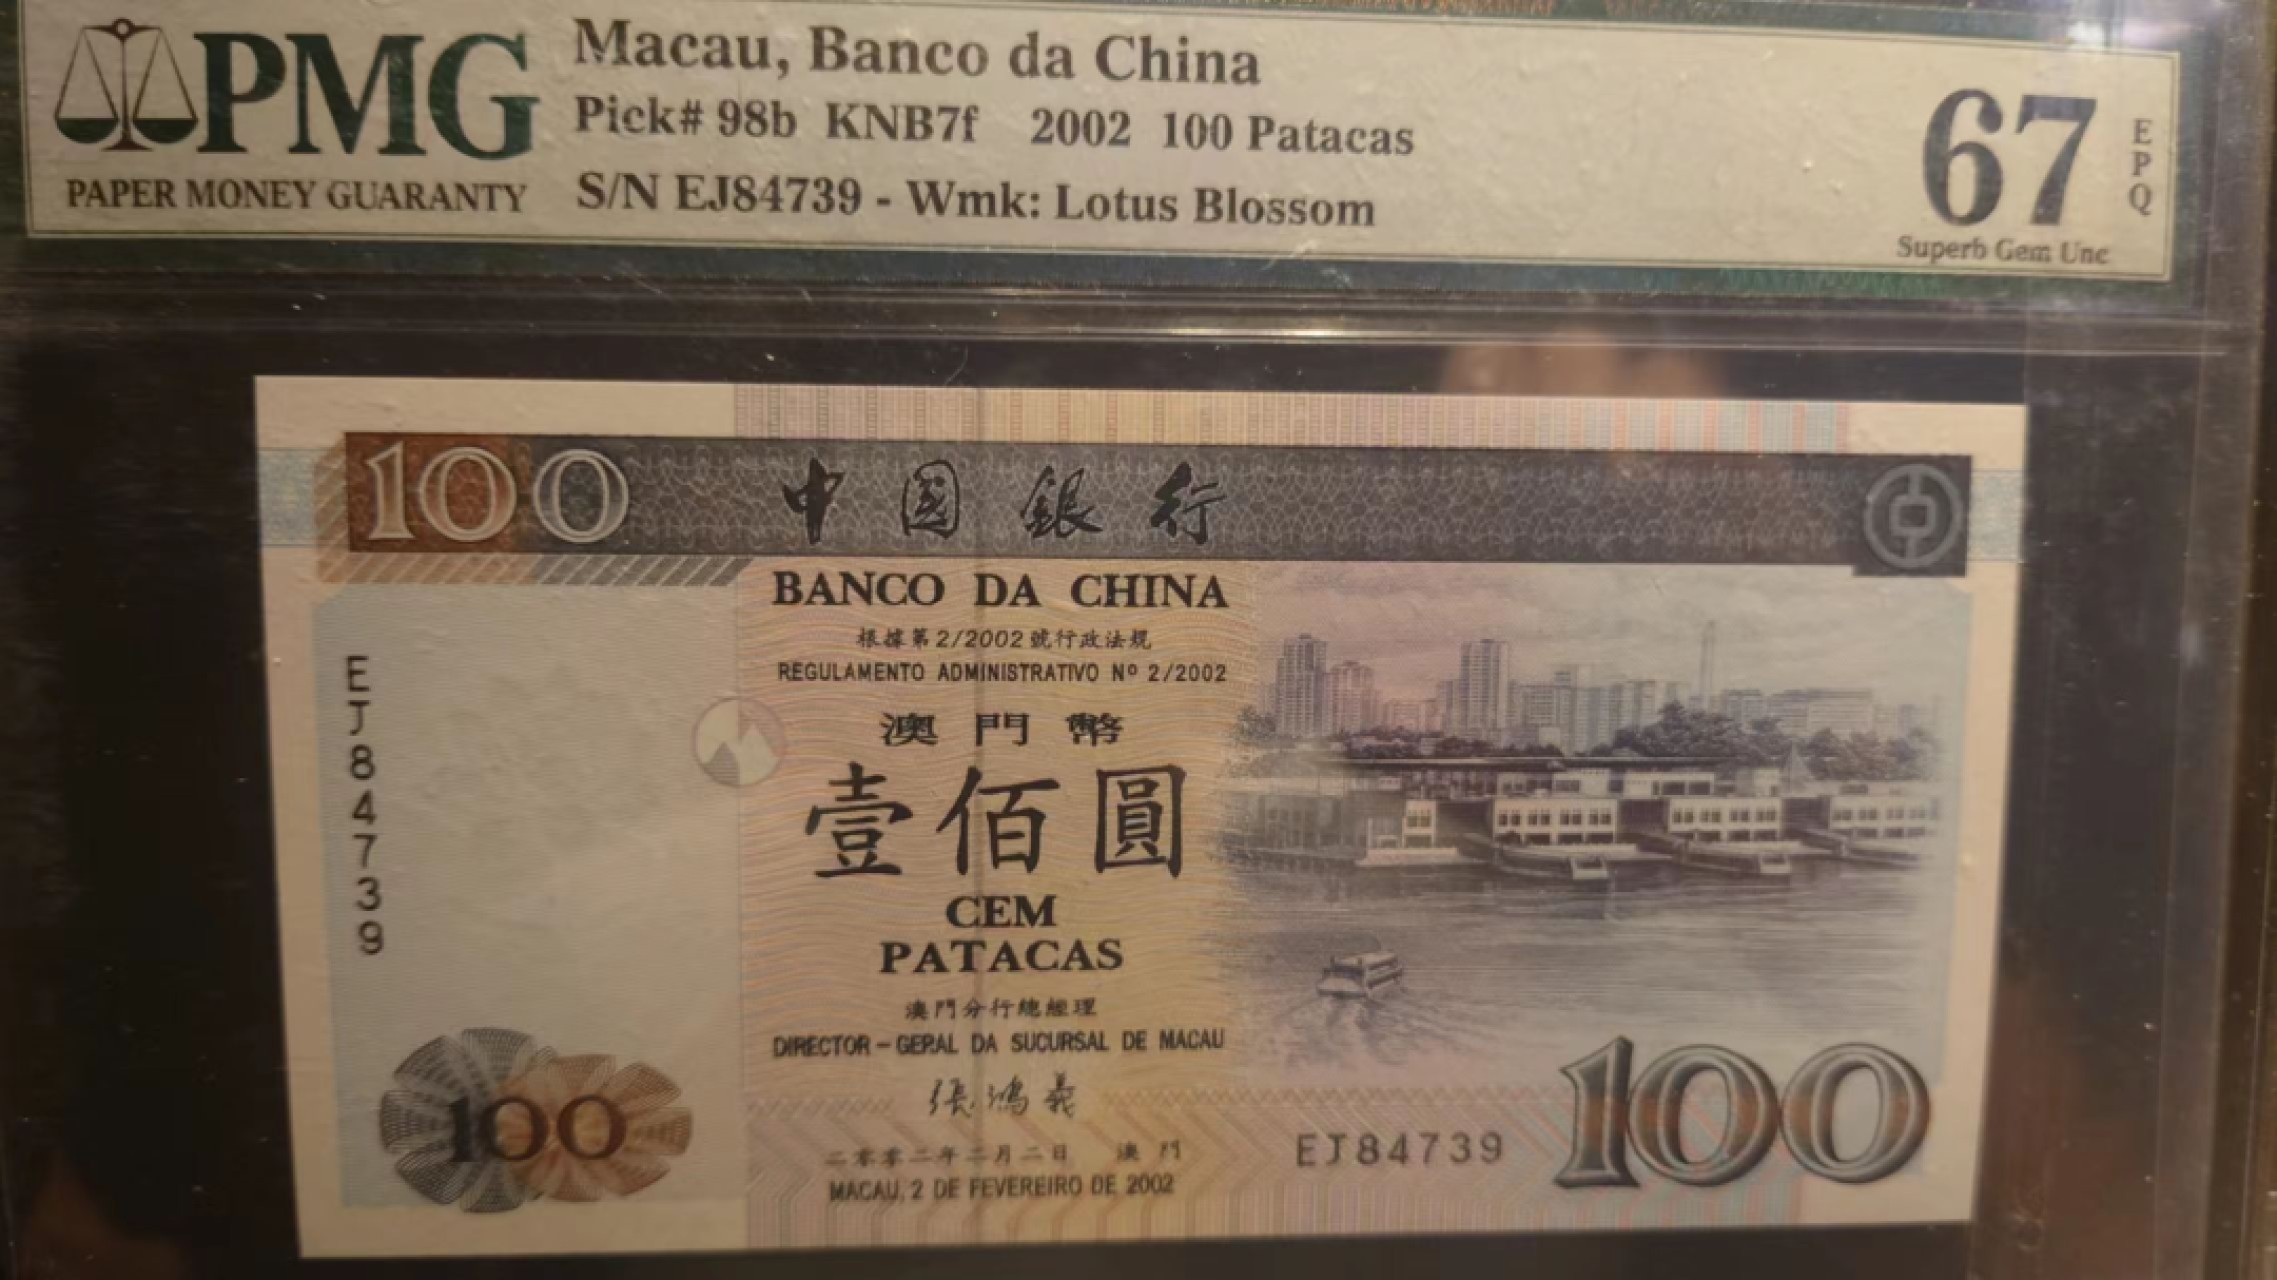 PMG
PAPER MONEY GUARANTY
Macau, Banco da China
Pick# 98b KNB7f 2002 100 Patacas
S/N EJ84739 - Wmk: Lotus Blossom
67
EPQ
Superb Gem Unc
100
中國銀行
BANCO DA CHINA
根據第2/2002號行政法規
REGULAMENTO ADMINISTRATIVO Nº 2/2002
澳門幣
壹佰圓
CEM
PATACAS
澳門分行總經理
DIRECTOR-GERAL DA SUCURSAL DE MACAU
張鴻義
二零零二年二月二日 澳門
MACAU, 2 DE FEVEREIRO DE 2002
EJ84739
100
EJ84739
100